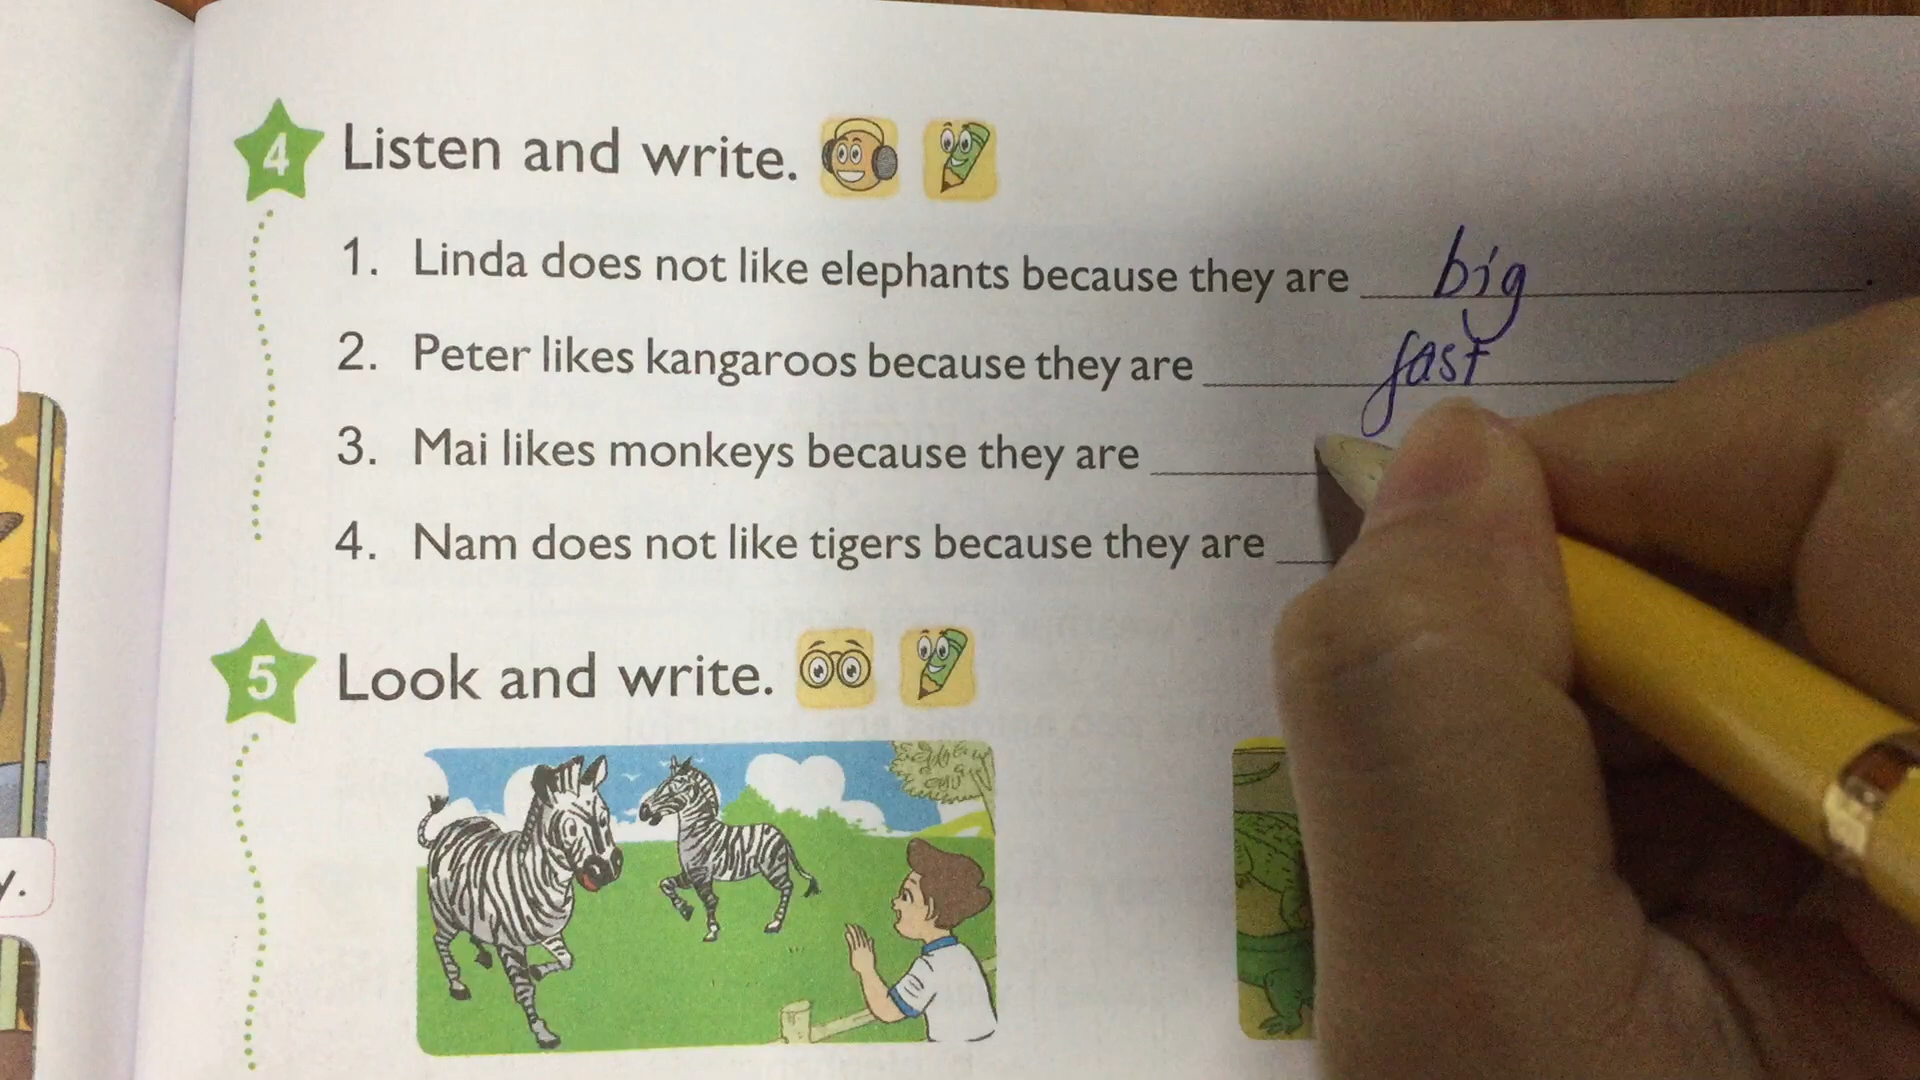 4 Listen and write.
1. Linda does not like elephants because they are big.
2. Peter likes kangaroos because they are fast
3. Mai likes monkeys because they are
4. Nam does not like tigers because they are
5 Look and write.
y.